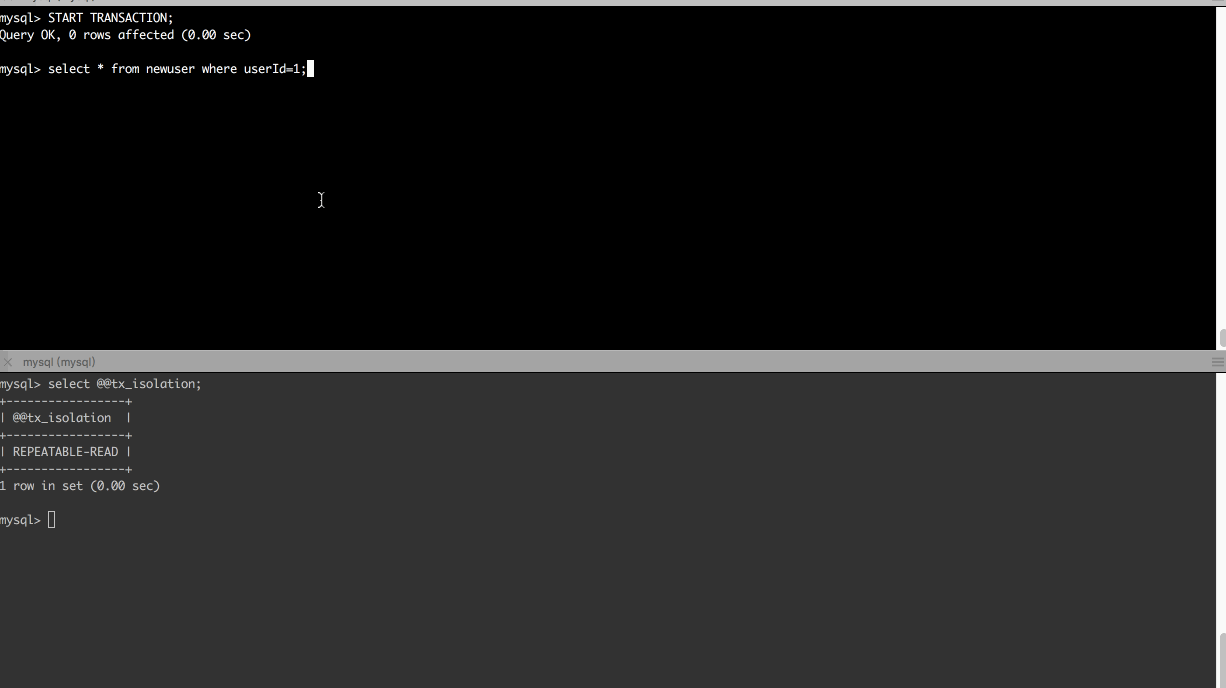 mysql> START TRANSACTION;
Query OK, 0 rows affected (0.00 sec)
mysql> select * from newuser where userId=1;
mysql (mysql)
mysql> select @@tx_isolation;
+-----------------+
| @@tx_isolation  |
+-----------------+
| REPEATABLE-READ |
+-----------------+
1 row in set (0.00 sec)
mysql>